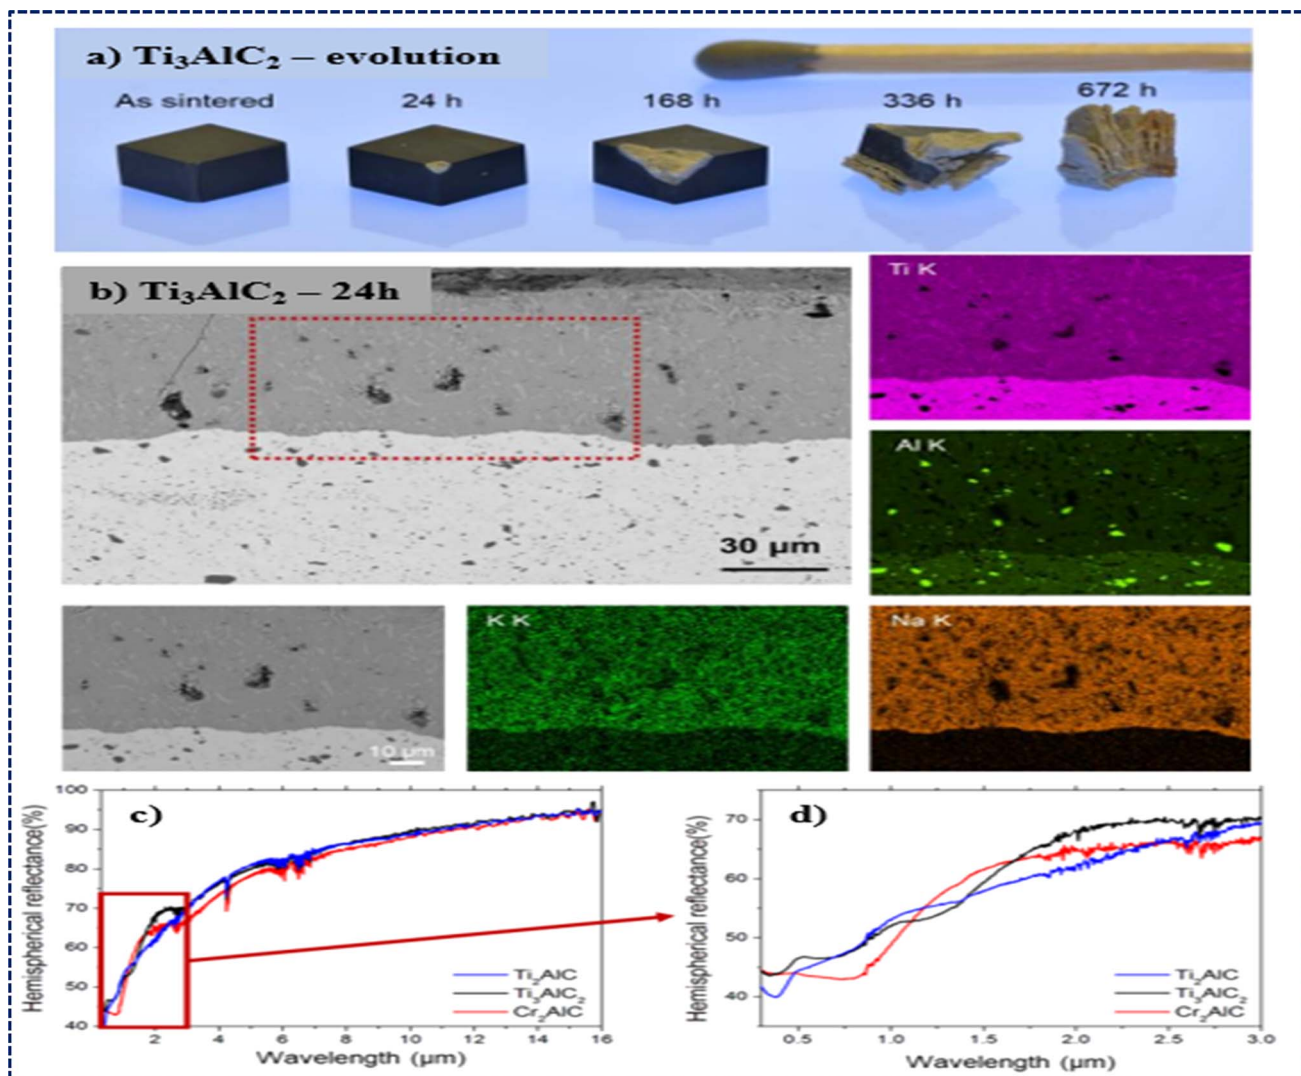 a) Ti₃AlC₂ – evolution
As sintered
24 h
168 h
336 h
672 h
b) Ti₃AlC₂ – 24h
30 µm
Ti K
Al K
10 µm
K K
Na K
c)
Hemispherical reflectance(%)
100
90
80
70
60
50
40
2 4 6 8 10 12 14 16
Wavelength (µm)
Ti₂AlC
Ti₃AlC₂
Cr₂AlC
d)
Hemispherical reflectance(%)
70
60
50
40
0.5 1.0 1.5 2.0 2.5 3.0
Wavelength (µm)
Ti₂AlC
Ti₃AlC₂
Cr₂AlC